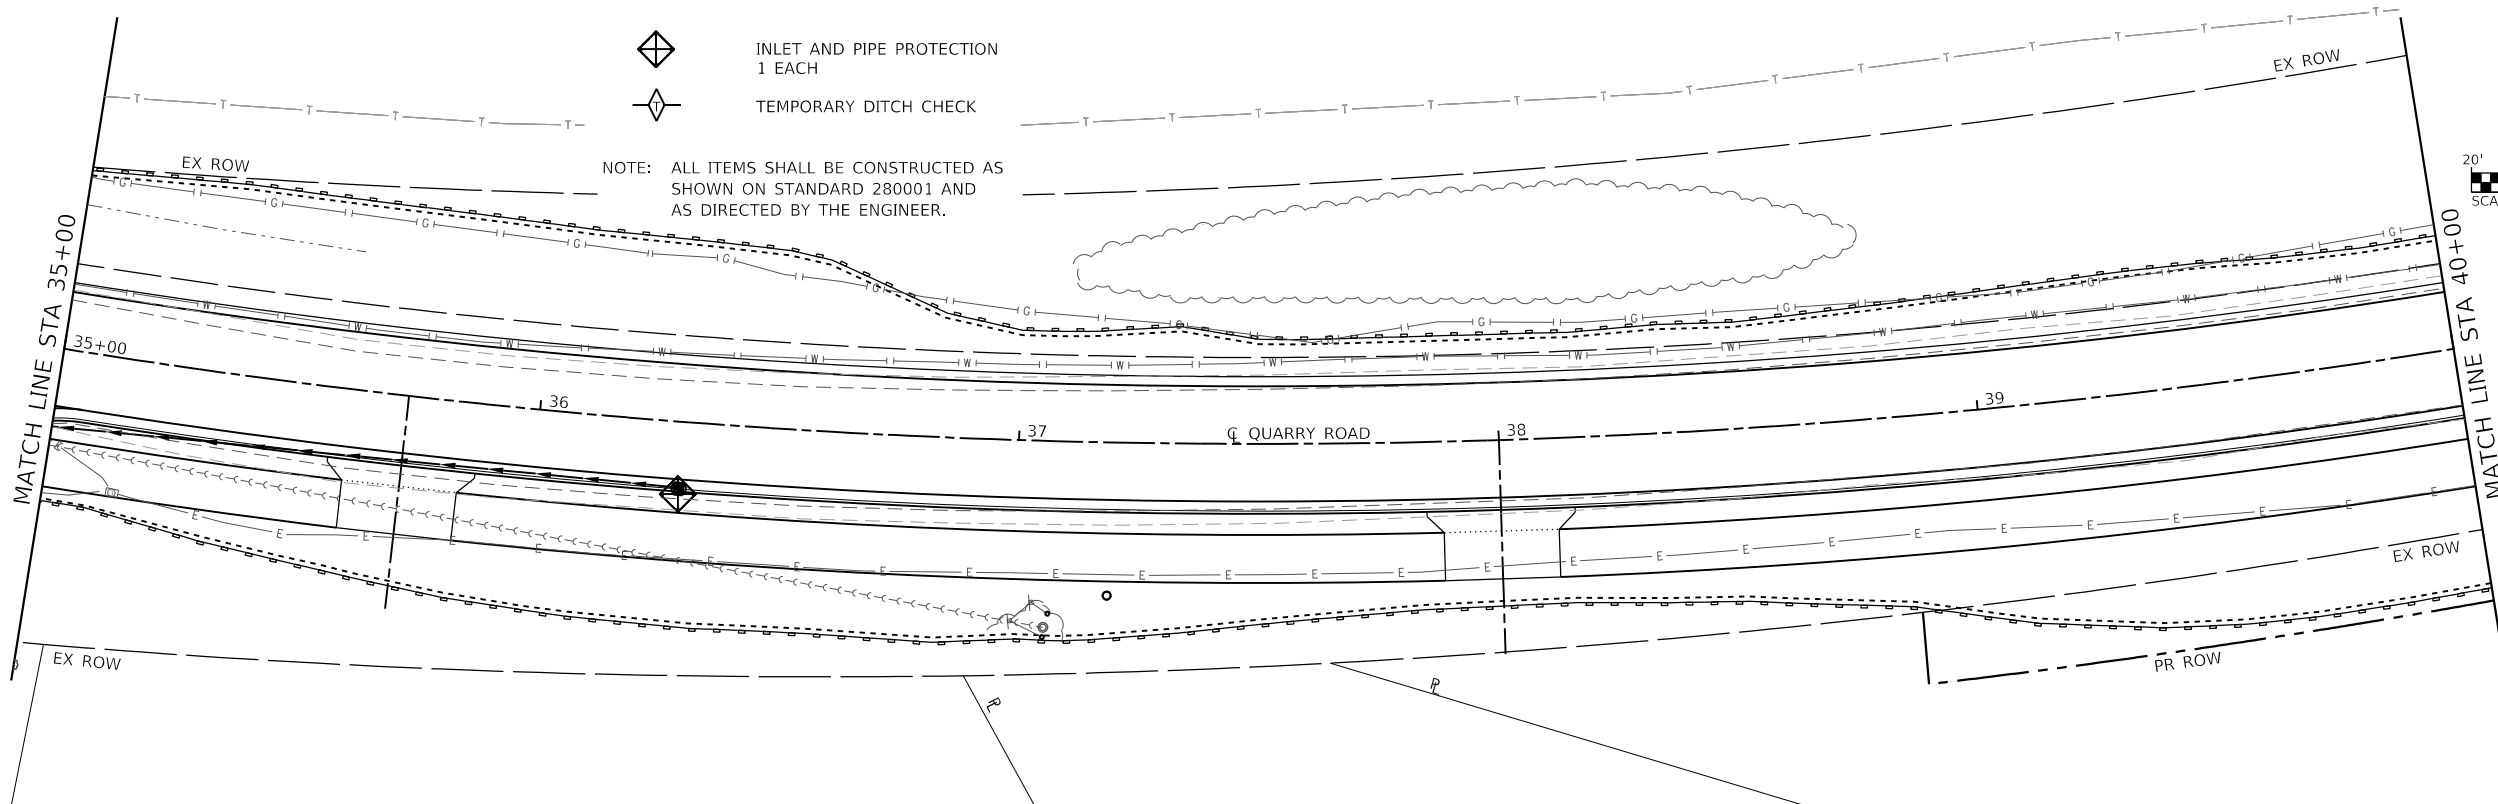 INLET AND PIPE PROTECTION
1 EACH
T
TEMPORARY DITCH CHECK
NOTE: ALL ITEMS SHALL BE CONSTRUCTED AS
SHOWN ON STANDARD 280001 AND
AS DIRECTED BY THE ENGINEER.
T T T T T T
T T T T T T T T T T T T T T T T
EX ROW
EX ROW
20'
SCA
MATCH LINE STA 35+00
MATCH LINE STA 40+00
G G G G G G G G G G G G G G G G
W W W W W W W W W W W W W W W
35+00
36
37
℄ QUARRY ROAD
38
39
E E E E E E E E E E E E E E E E E E E E E E E E E E E
EX ROW
EX ROW
PR ROW
PL
PL